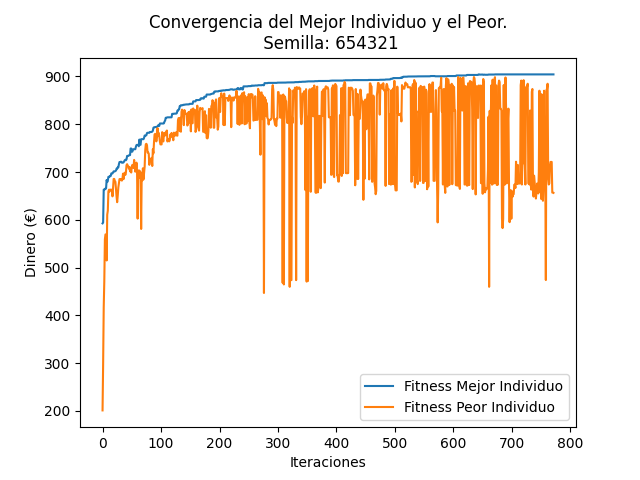 Convergencia del Mejor Individuo y el Peor.
Semilla: 654321
900
800
700
600
500
400
300
200
Dinero (€)
Fitness Mejor Individuo
Fitness Peor Individuo
0 100 200 300 400 500 600 700 800
Iteraciones